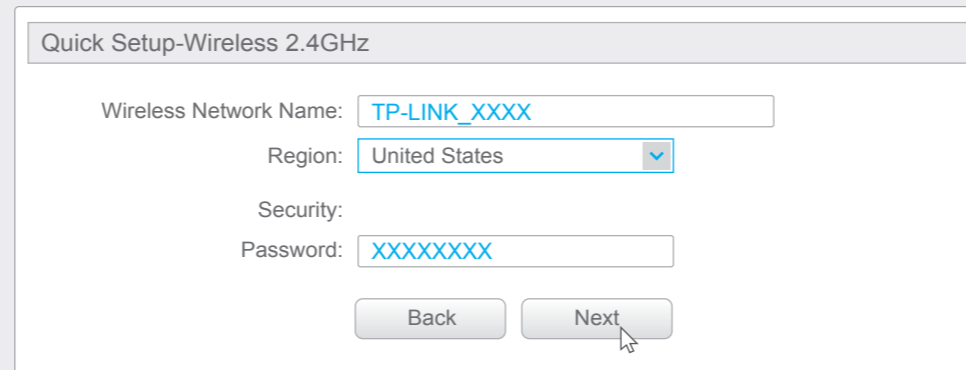 Quick Setup-Wireless 2.4GHz
Wireless Network Name: TP-LINK_XXXX
Region: United States
Security:
Password: XXXXXXXX
Back Next